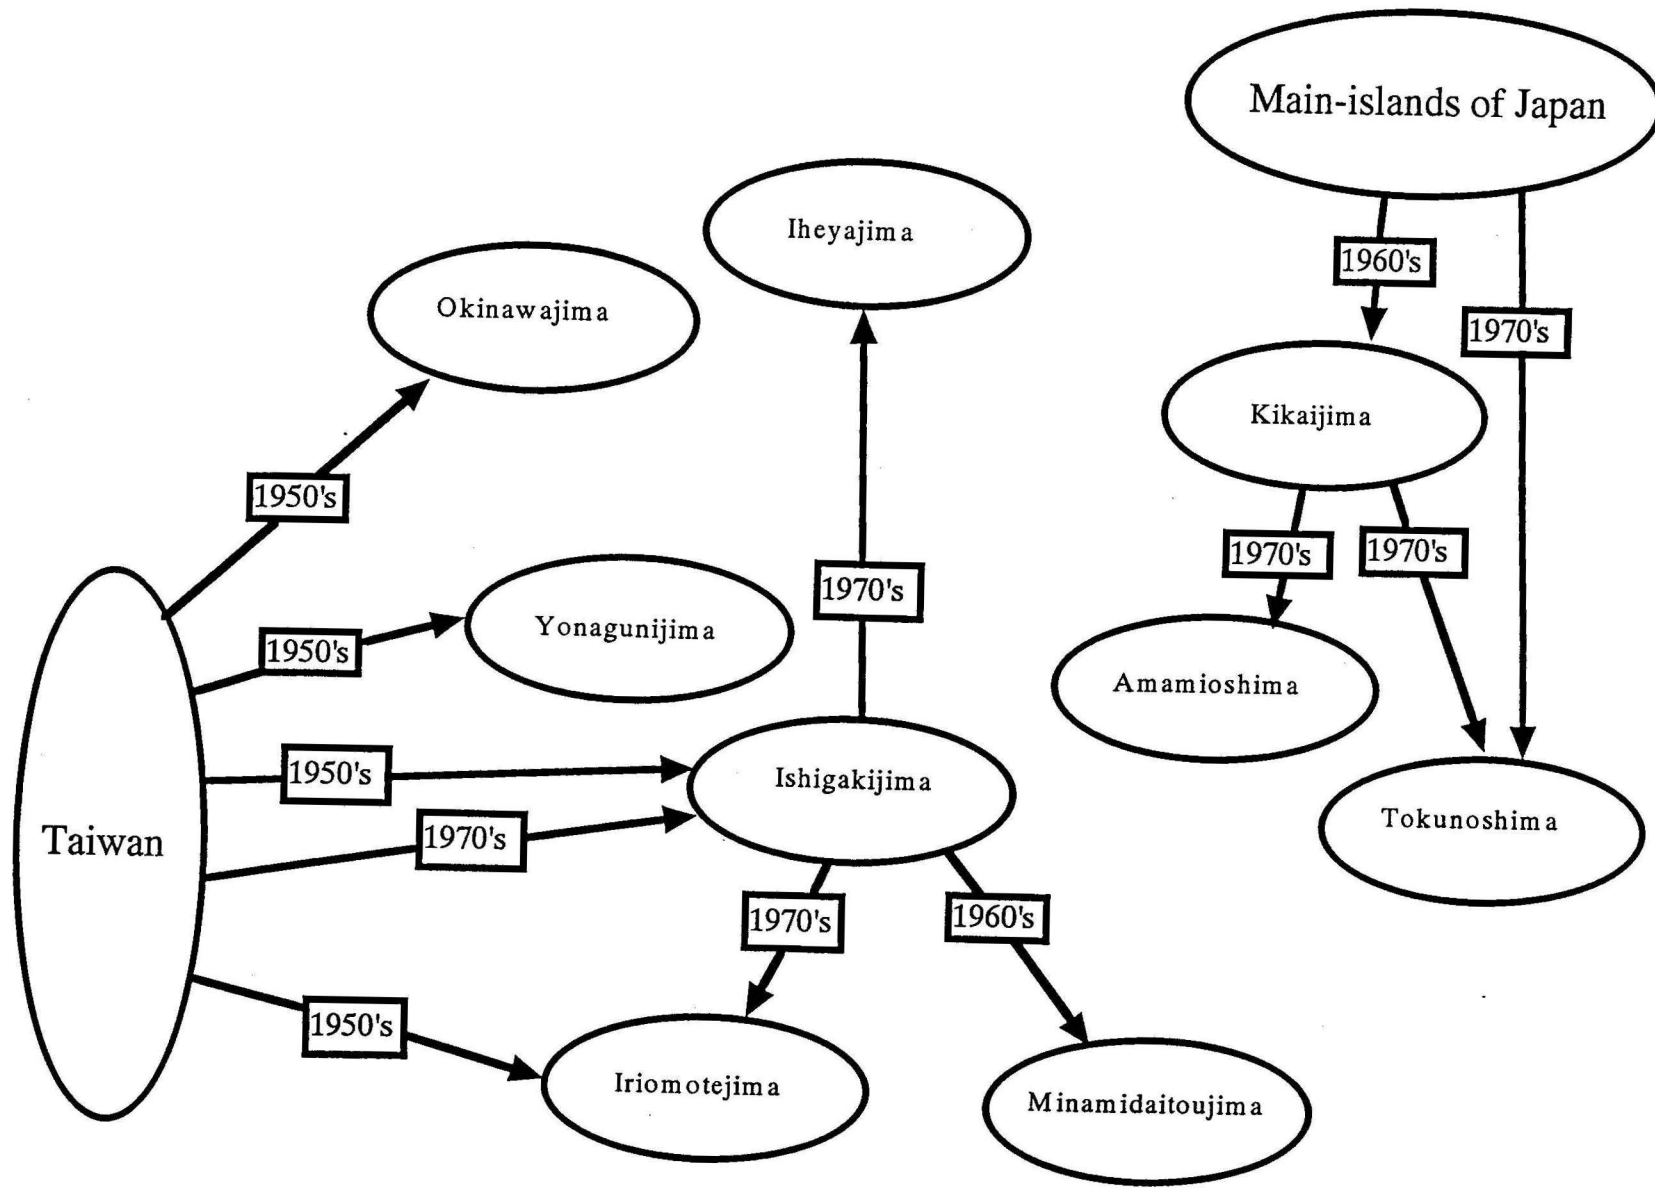 Main-islands of Japan
Iheyajima
1960's
Okinawajima
1970's
Kikaijima
1950's
1970's
1970's
1970's
Yonagunijima
1950's
Amamioshima
1950's
Ishigakijima
Tokunoshima
1970's
Taiwan
1970's
1960's
1950's
Iriomotejima
Minamidaitoujima